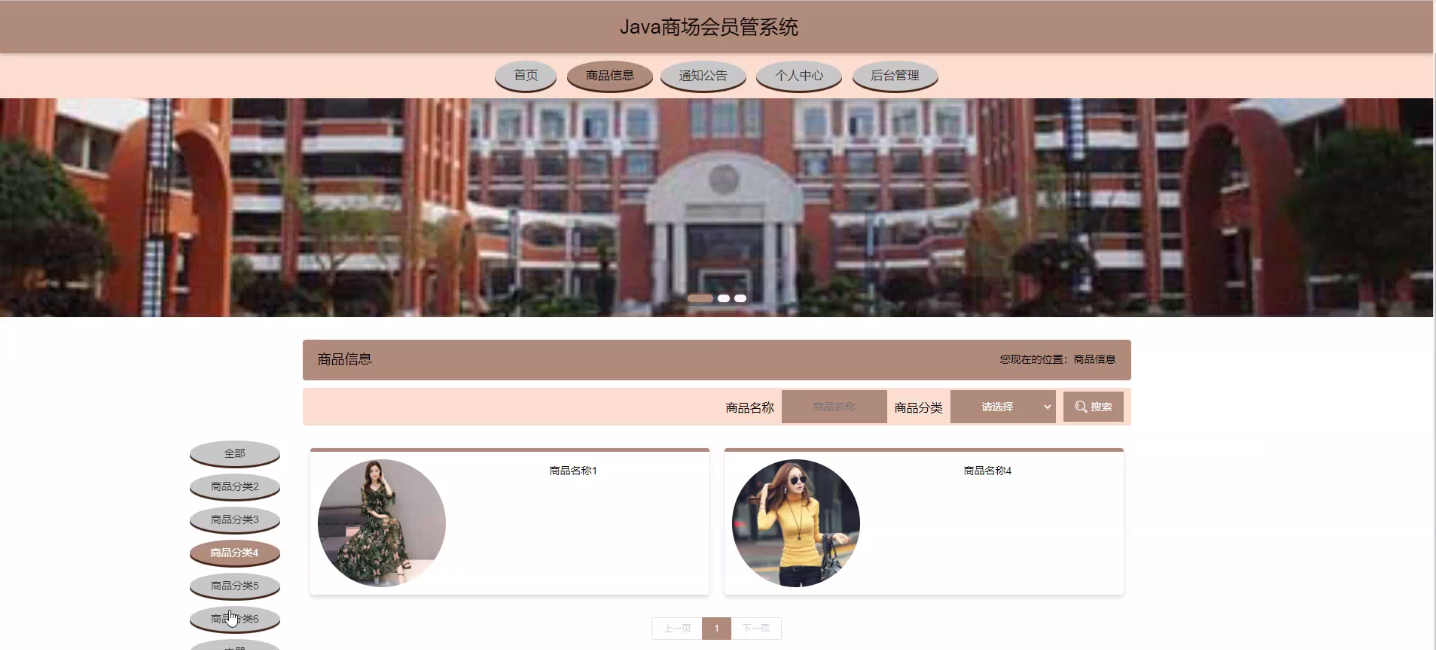 Java商场会员管系统
首页 商品信息 通知公告 个人中心 后台管理
商品信息 您现在的位置：商品信息
商品名称 商品名称 商品分类 请选择 搜索
全部
商品分类2
商品分类3
商品分类4
商品分类5
商品分类6
商品名称1
商品名称4
上一页 1 下一页